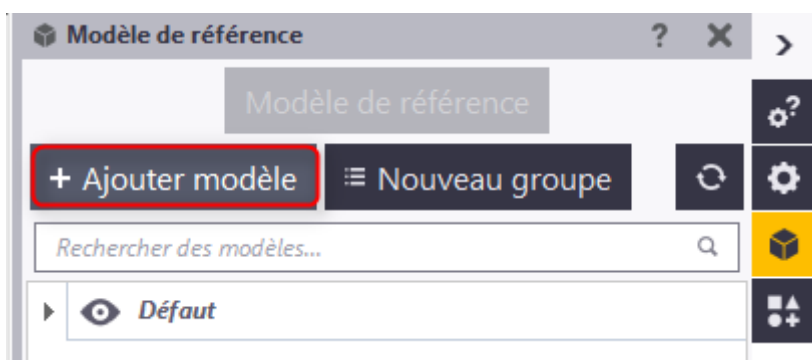 Modèle de référence ?
Modèle de référence
+ Ajouter modèle Nouveau groupe
Rechercher des modèles...
Défaut